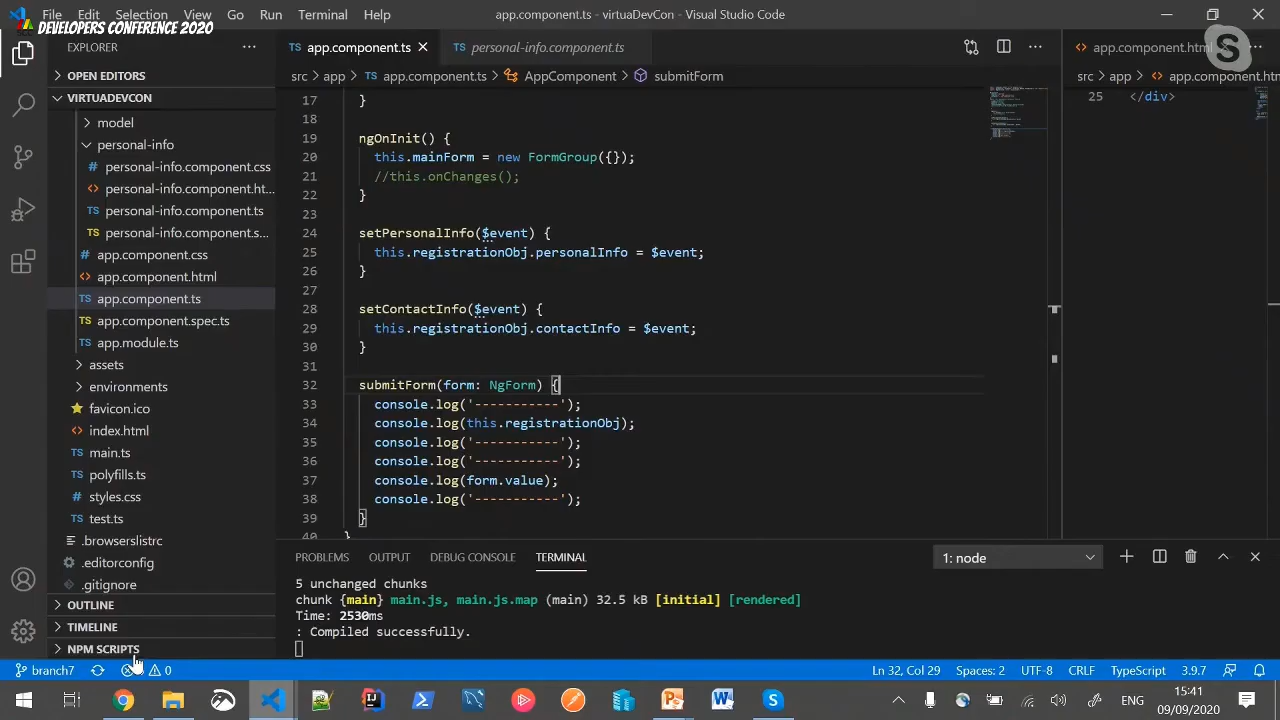 File Edit Selection View Go Run Terminal Help
app.component.ts - virtuaDevCon - Visual Studio Code
DEVELOPERS CONFERENCE 2020
EXPLORER
OPEN EDITORS
VIRTUADEVCON
model
personal-info
personal-info.component.css
personal-info.component.ht...
personal-info.component.ts
personal-info.component.s...
app.component.css
app.component.html
app.component.ts
app.component.spec.ts
app.module.ts
assets
environments
favicon.ico
index.html
main.ts
polyfills.ts
styles.css
test.ts
.browserslistrc
.editorconfig
.gitignore
OUTLINE
TIMELINE
NPM SCRIPTS
app.component.ts
personal-info.component.ts
src > app > TS app.component.ts > AppComponent > submitForm
17 }
18
19 ngOnInit() {
20 this.mainForm = new FormGroup({});
21 //this.onChanges();
22 }
23
24 setPersonalInfo($event) {
25 this.registrationObj.personalInfo = $event;
26 }
27
28 setContactInfo($event) {
29 this.registrationObj.contactInfo = $event;
30 }
31
32 submitForm(form: NgForm) {
33 console.log('-----------');
34 console.log(this.registrationObj);
35 console.log('-----------');
36 console.log('-----------');
37 console.log(form.value);
38 console.log('-----------');
39 }
40 }
app.component.html
src > app > <> app.component.htm
25 </div>
PROBLEMS OUTPUT DEBUG CONSOLE TERMINAL
1: node
5 unchanged chunks
chunk {main} main.js, main.js.map (main) 32.5 kB [initial] [rendered]
Time: 2530ms
: Compiled successfully.
branch7 0
Ln 32, Col 29 Spaces: 2 UTF-8 CRLF TypeScript 3.9.7
ENG
15:41
09/09/2020